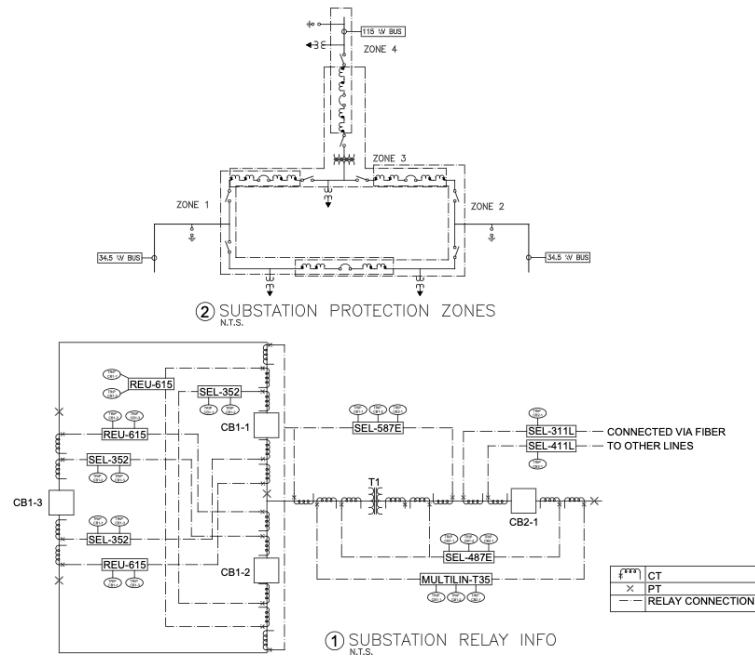 115 kV BUS
ZONE 4
ZONE 3
ZONE 1
ZONE 2
34.5 kV BUS
34.5 kV BUS
2 SUBSTATION PROTECTION ZONES
N.T.S.
REU-615
SEL-352
CB1-1
REU-615
SEL-352
CB1-3
SEL-352
REU-615
CB1-2
SEL-587E
SEL-311L
CONNECTED VIA FIBER
SEL-411L
TO OTHER LINES
T1
CB2-1
SEL-487E
MULTILIN-T35
CT
PT
RELAY CONNECTION
1 SUBSTATION RELAY INFO
N.T.S.